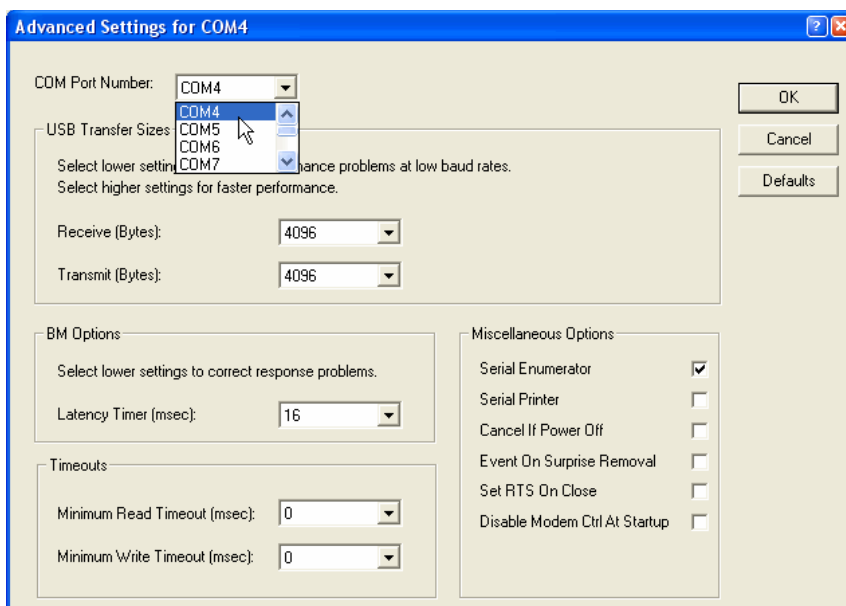 Advanced Settings for COM4
COM Port Number:
COM4
COM4
COM5
COM6
COM7
OK
Cancel
Defaults
USB Transfer Sizes
Select lower settin mance problems at low baud rates.
Select higher settings for faster performance.
Receive (Bytes):
4096
Transmit (Bytes):
4096
BM Options
Select lower settings to correct response problems.
Latency Timer (msec):
16
Timeouts
Minimum Read Timeout (msec):
0
Minimum Write Timeout (msec):
0
Miscellaneous Options
Serial Enumerator
Serial Printer
Cancel If Power Off
Event On Surprise Removal
Set RTS On Close
Disable Modem Ctrl At Startup